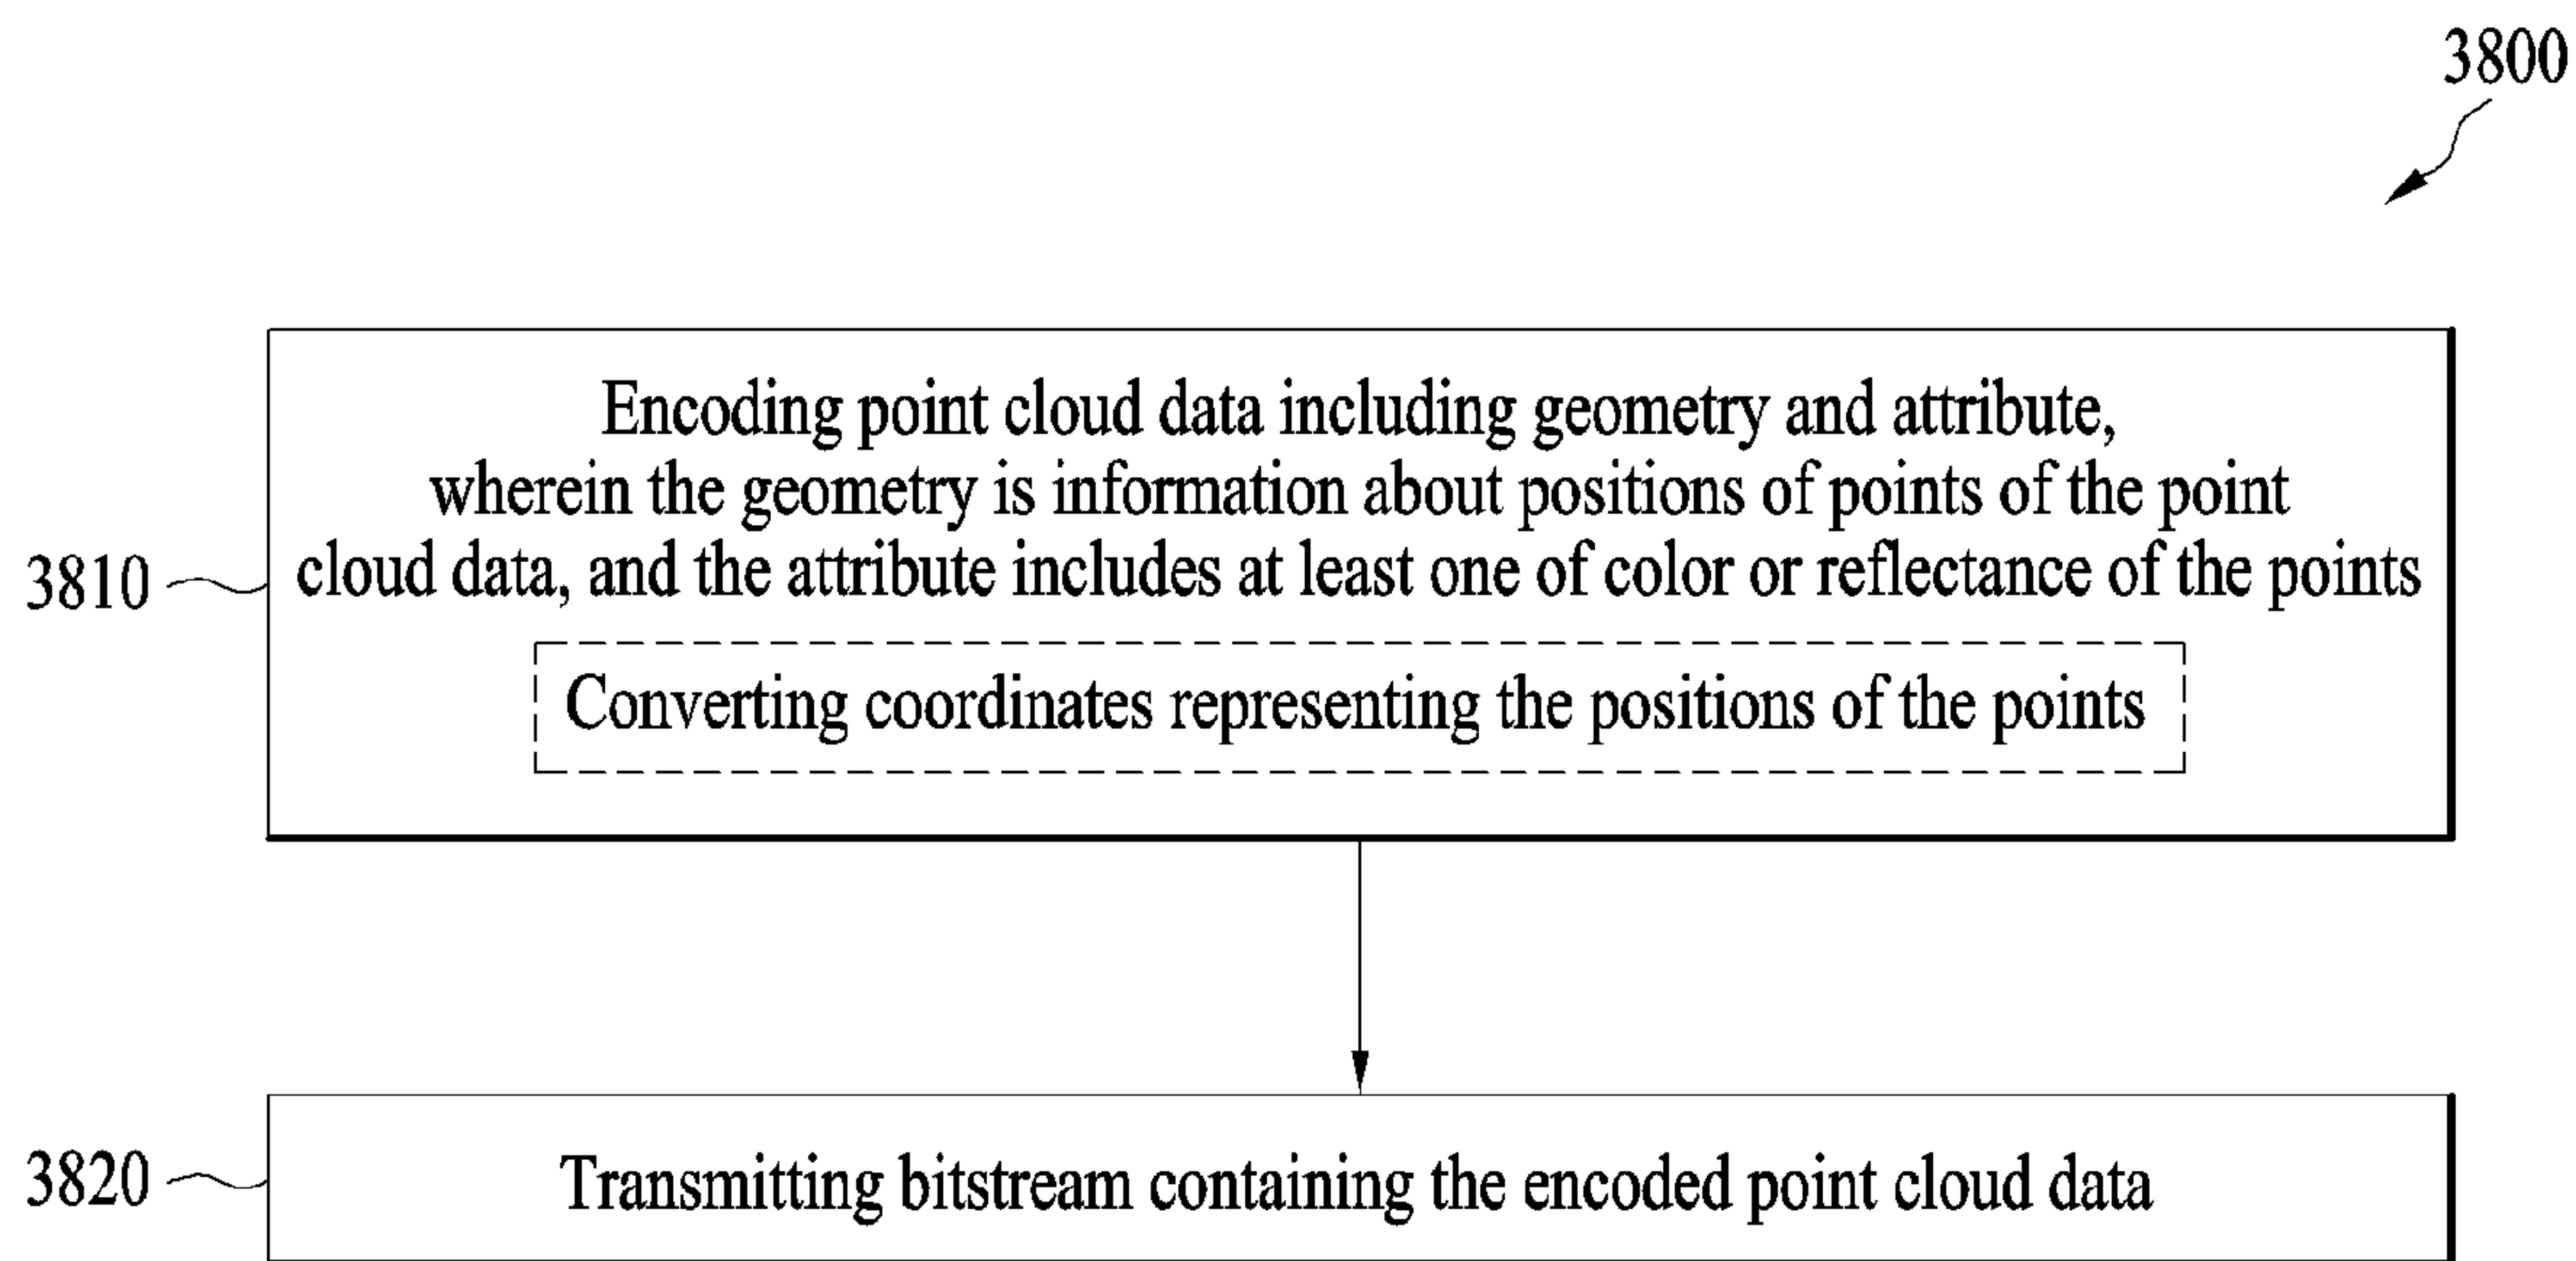 3800
Encoding point cloud data including geometry and attribute,
wherein the geometry is information about positions of points of the point
3810
cloud data, and the attribute includes at least one of color or reflectance of the points
Converting coordinates representing the positions of the points
3820
Transmitting bitstream containing the encoded point cloud data